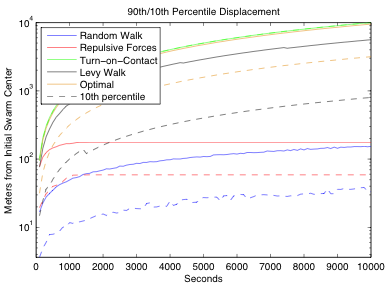 90th/10th Percentile Displacement
10^4
10^3
10^2
10^1
Meters from Initial Swarm Center
Random Walk
Repulsive Forces
Turn-on-Contact
Levy Walk
Optimal
10th percentile
0 1000 2000 3000 4000 5000 6000 7000 8000 9000 10000
Seconds